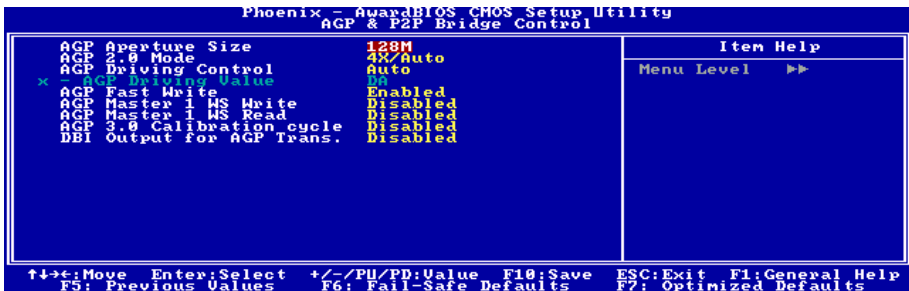 Phoenix - AwardBIOS CMOS Setup Utility
AGP & P2P Bridge Control
AGP Aperture Size 128M
AGP 2.0 Mode 4X/Auto
AGP Driving Control Auto
x - AGP Driving Value DA
AGP Fast Write Enabled
AGP Master 1 WS Write Disabled
AGP Master 1 WS Read Disabled
AGP 3.0 Calibration cycle Disabled
DBI Output for AGP Trans. Disabled
Item Help
Menu Level ►►
↑↓→←:Move Enter:Select +/-/PU/PD:Value F10:Save ESC:Exit F1:General Help
F5: Previous Values F6: Fail-Safe Defaults F7: Optimized Defaults